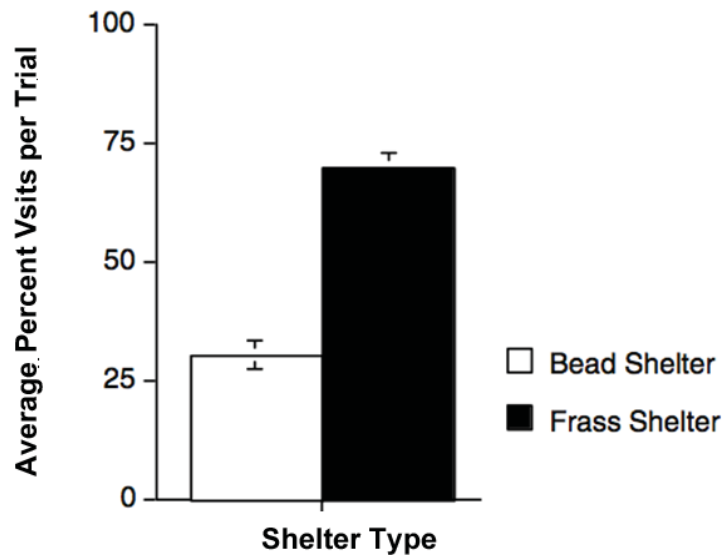 Average Percent Vsits per Trial
100
75
50
25
0
Bead Shelter
Frass Shelter
Shelter Type